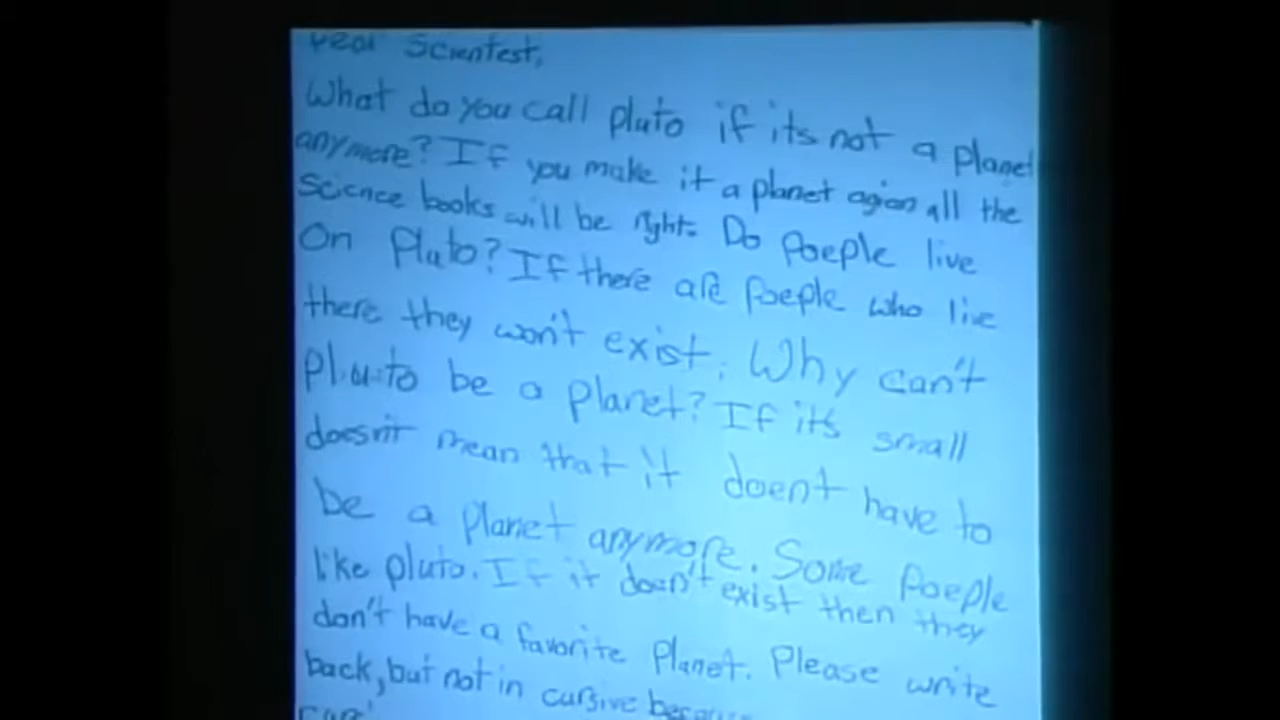 Dear Scientest,
What do you call pluto if its not a planet
anymore? If you make it a planet agian all the
Science books will be right. Do poeple live
On Pluto? If there are poeple who live
there they won't exist. Why can't
pluto be a planet? If its small
doesn't mean that it doent have to
be a planet anymore. Some poeple
like pluto. If it doen't exist then they
don't have a favorite Planet. Please write
back, but not in cursive because